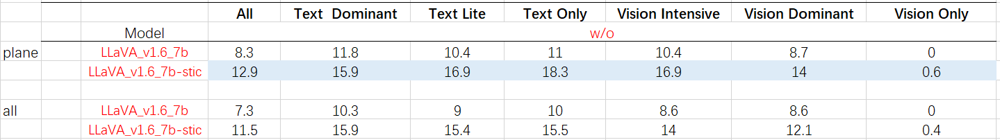 All Text Dominant Text Lite Text Only Vision Intensive Vision Dominant Vision Only
Model w/o
plane LLaVA_v1.6_7b 8.3 11.8 10.4 11 10.4 8.7 0
LLaVA_v1.6_7b-stic 12.9 15.9 16.9 18.3 16.9 14 0.6
all LLaVA_v1.6_7b 7.3 10.3 9 10 8.6 8.6 0
LLaVA_v1.6_7b-stic 11.5 15.9 15.4 15.5 14 12.1 0.4